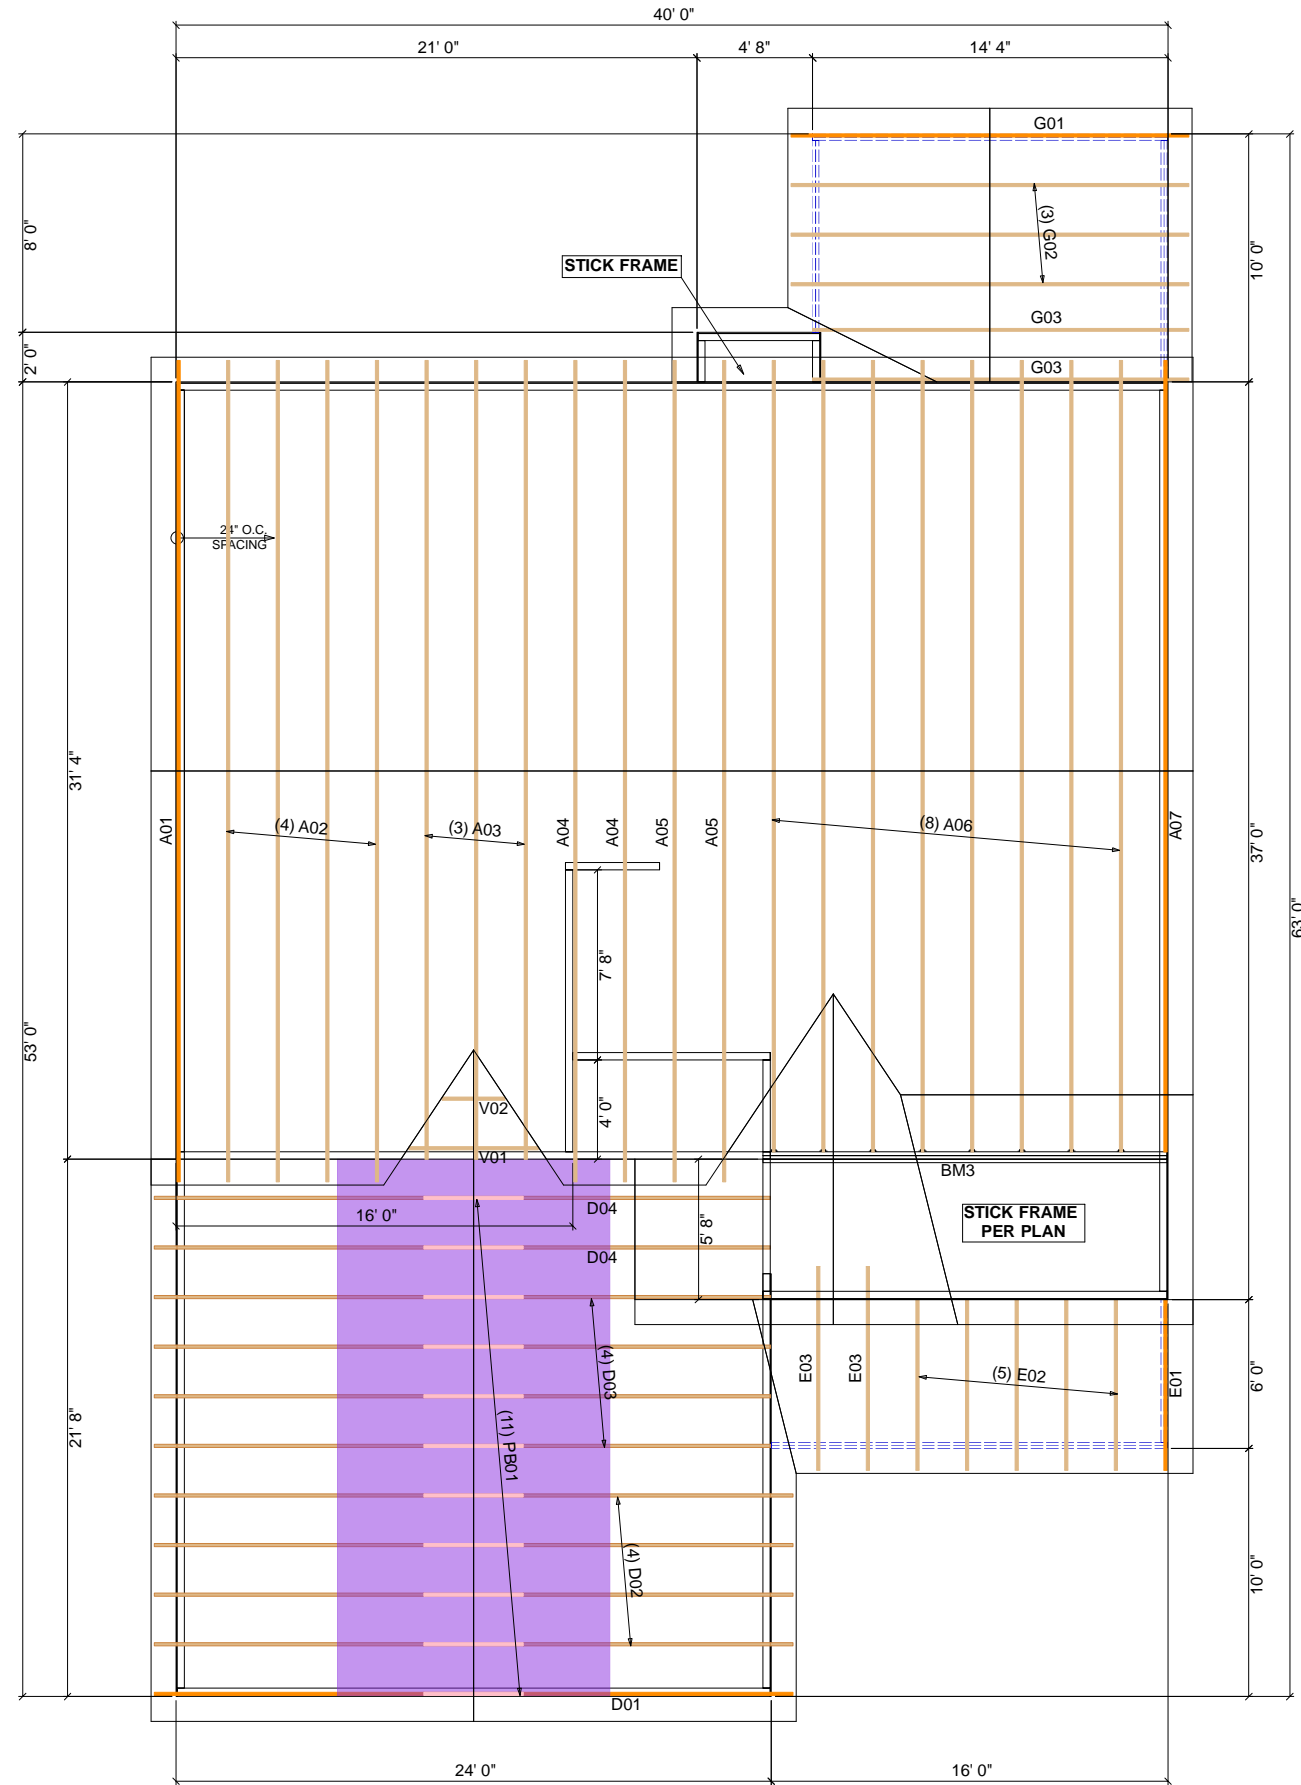 40' 0"
21' 0"
4' 8"
14' 4"
G01
8' 0"
(3) G02
10' 0"
STICK FRAME
G03
2' 0"
G03
24" O.C.
SPACING
31' 4"
A01
(4) A02
(3) A03
A04
A04
A05
A05
(8) A06
A07
37' 0"
63' 0"
7' 8"
53' 0"
V02
4' 0"
V01
BM3
16' 0"
D04
5' 8"
STICK FRAME
PER PLAN
D04
(4) D03
E03
E03
(5) E02
E01
6' 0"
21' 8"
(11) PB01
(4) D02
10' 0"
D01
24' 0"
16' 0"